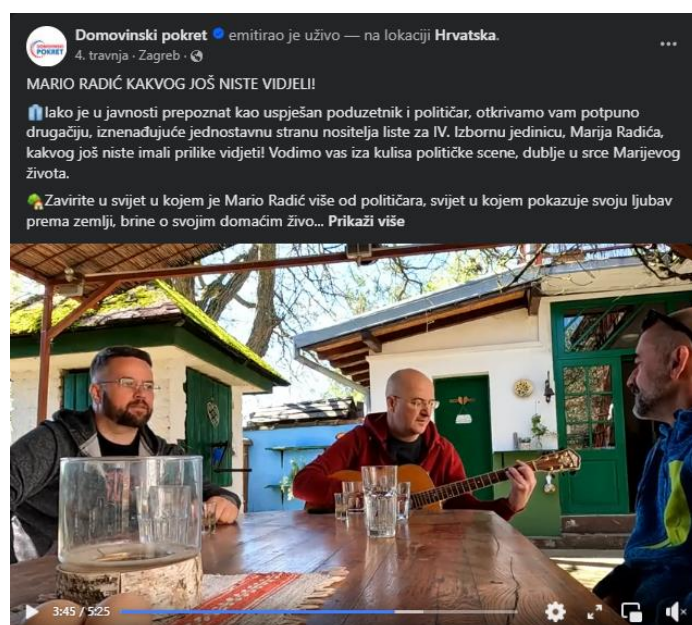 Domovinski pokret emitirao je uživo — na lokaciji Hrvatska.
4. travnja · Zagreb ·
MARIO RADIĆ KAKVOG JOŠ NISTE VIDJELI!
Iako je u javnosti prepoznat kao uspješan poduzetnik i političar, otkrivamo vam potpuno
drugačiju, iznenađujuće jednostavnu stranu nositelja liste za IV. Izbornu jedinicu, Marija Radića,
kakvog još niste imali prilike vidjeti! Vodimo vas iza kulisa političke scene, dublje u srce Marijevog
života.
Zavirite u svijet u kojem je Mario Radić više od političara, svijet u kojem pokazuje svoju ljubav
prema zemlji, brine o svojim domaćim živo... Prikaži više
3:45 / 5:25